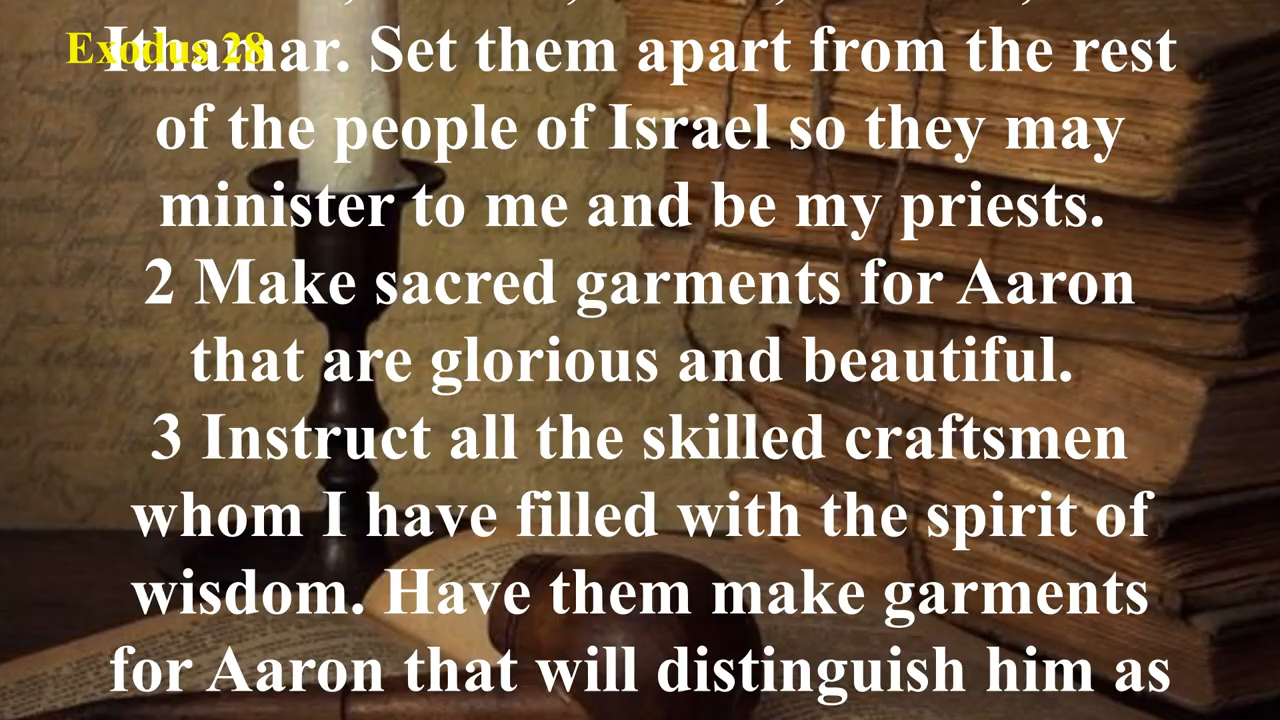 Exodus 28
Ithamar. Set them apart from the rest
of the people of Israel so they may
minister to me and be my priests.
2 Make sacred garments for Aaron
that are glorious and beautiful.
3 Instruct all the skilled craftsmen
whom I have filled with the spirit of
wisdom. Have them make garments
for Aaron that will distinguish him as